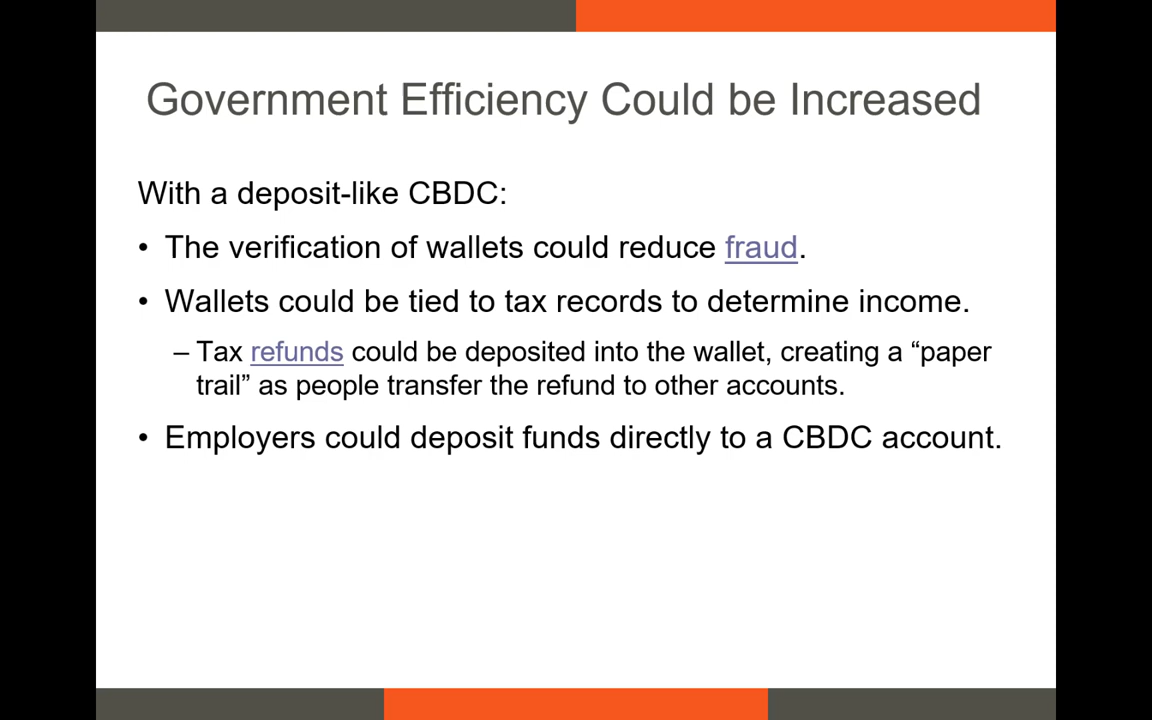 Government Efficiency Could be Increased
With a deposit-like CBDC:
• The verification of wallets could reduce fraud.
• Wallets could be tied to tax records to determine income.
– Tax refunds could be deposited into the wallet, creating a “paper
trail” as people transfer the refund to other accounts.
• Employers could deposit funds directly to a CBDC account.